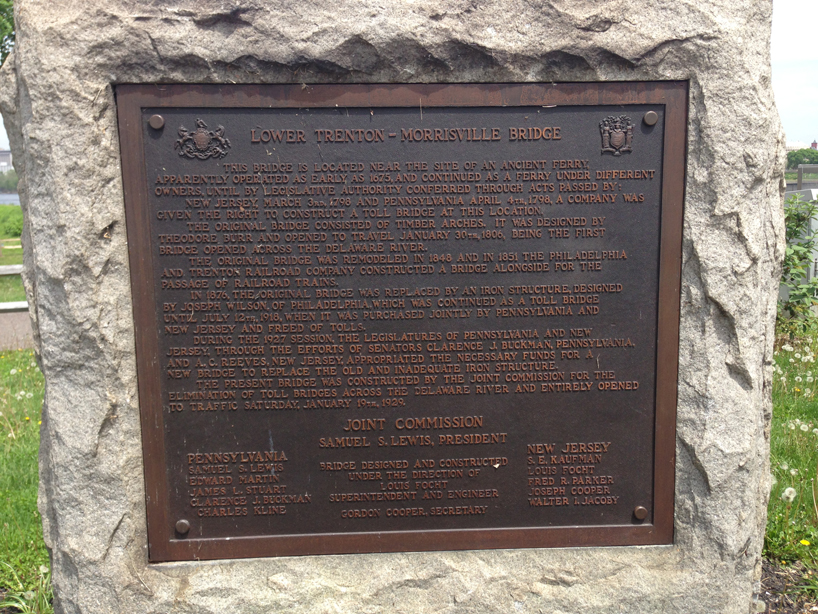 LOWER TRENTON-MORRISVILLE BRIDGE
THIS BRIDGE IS LOCATED NEAR THE SITE OF AN ANCIENT FERRY,
APPARENTLY OPERATED AS EARLY AS 1675, AND CONTINUED AS A FERRY UNDER DIFFERENT
OWNERS, UNTIL BY LEGISLATIVE AUTHORITY CONFERRED THROUGH ACTS PASSED BY:
NEW JERSEY, MARCH 3RD, 1798 AND PENNSYLVANIA APRIL 4TH, 1798, A COMPANY WAS
GIVEN THE RIGHT TO CONSTRUCT A TOLL BRIDGE AT THIS LOCATION.
THE ORIGINAL BRIDGE CONSISTED OF TIMBER ARCHES. IT WAS DESIGNED BY
THEODORE BURR AND OPENED TO TRAVEL JANUARY 30TH, 1806, BEING THE FIRST
BRIDGE OPENED ACROSS THE DELAWARE RIVER.
THE ORIGINAL BRIDGE WAS REMODELED IN 1848 AND IN 1851 THE PHILADELPHIA
AND TRENTON RAILROAD COMPANY CONSTRUCTED A BRIDGE ALONGSIDE FOR THE
PASSAGE OF RAILROAD TRAINS.
IN 1876, THE ORIGINAL BRIDGE WAS REPLACED BY AN IRON STRUCTURE, DESIGNED
BY JOSEPH WILSON, OF PHILADELPHIA, WHICH WAS CONTINUED AS A TOLL BRIDGE
UNTIL JULY 12TH, 1918, WHEN IT WAS PURCHASED JOINTLY BY PENNSYLVANIA AND
NEW JERSEY AND FREED OF TOLLS.
DURING THE 1927 SESSION, THE LEGISLATURES OF PENNSYLVANIA AND NEW
JERSEY, THROUGH THE EFFORTS OF SENATORS CLARENCE J. BUCKMAN, PENNSYLVANIA,
AND A. C. REEVES, NEW JERSEY, APPROPRIATED THE NECESSARY FUNDS FOR A
NEW BRIDGE TO REPLACE THE OLD AND INADEQUATE IRON STRUCTURE.
THE PRESENT BRIDGE WAS CONSTRUCTED BY THE JOINT COMMISSION FOR THE
ELIMINATION OF TOLL BRIDGES ACROSS THE DELAWARE RIVER AND ENTIRELY OPENED
TO TRAFFIC SATURDAY, JANUARY 19TH, 1929.
JOINT COMMISSION
SAMUEL S. LEWIS, PRESIDENT
PENNSYLVANIA
SAMUEL S. LEWIS
EDWARD MARTIN
JAMES L. STUART
CLARENCE J. BUCKMAN
CHARLES KLINE
BRIDGE DESIGNED AND CONSTRUCTED
UNDER THE DIRECTION OF
LOUIS FOCHT
SUPERINTENDENT AND ENGINEER
GORDON COOPER, SECRETARY
NEW JERSEY
S. E. KAUFMAN
LOUIS FOCHT
FRED R. PARKER
JOSEPH COOPER
WALTER I. JACOBY